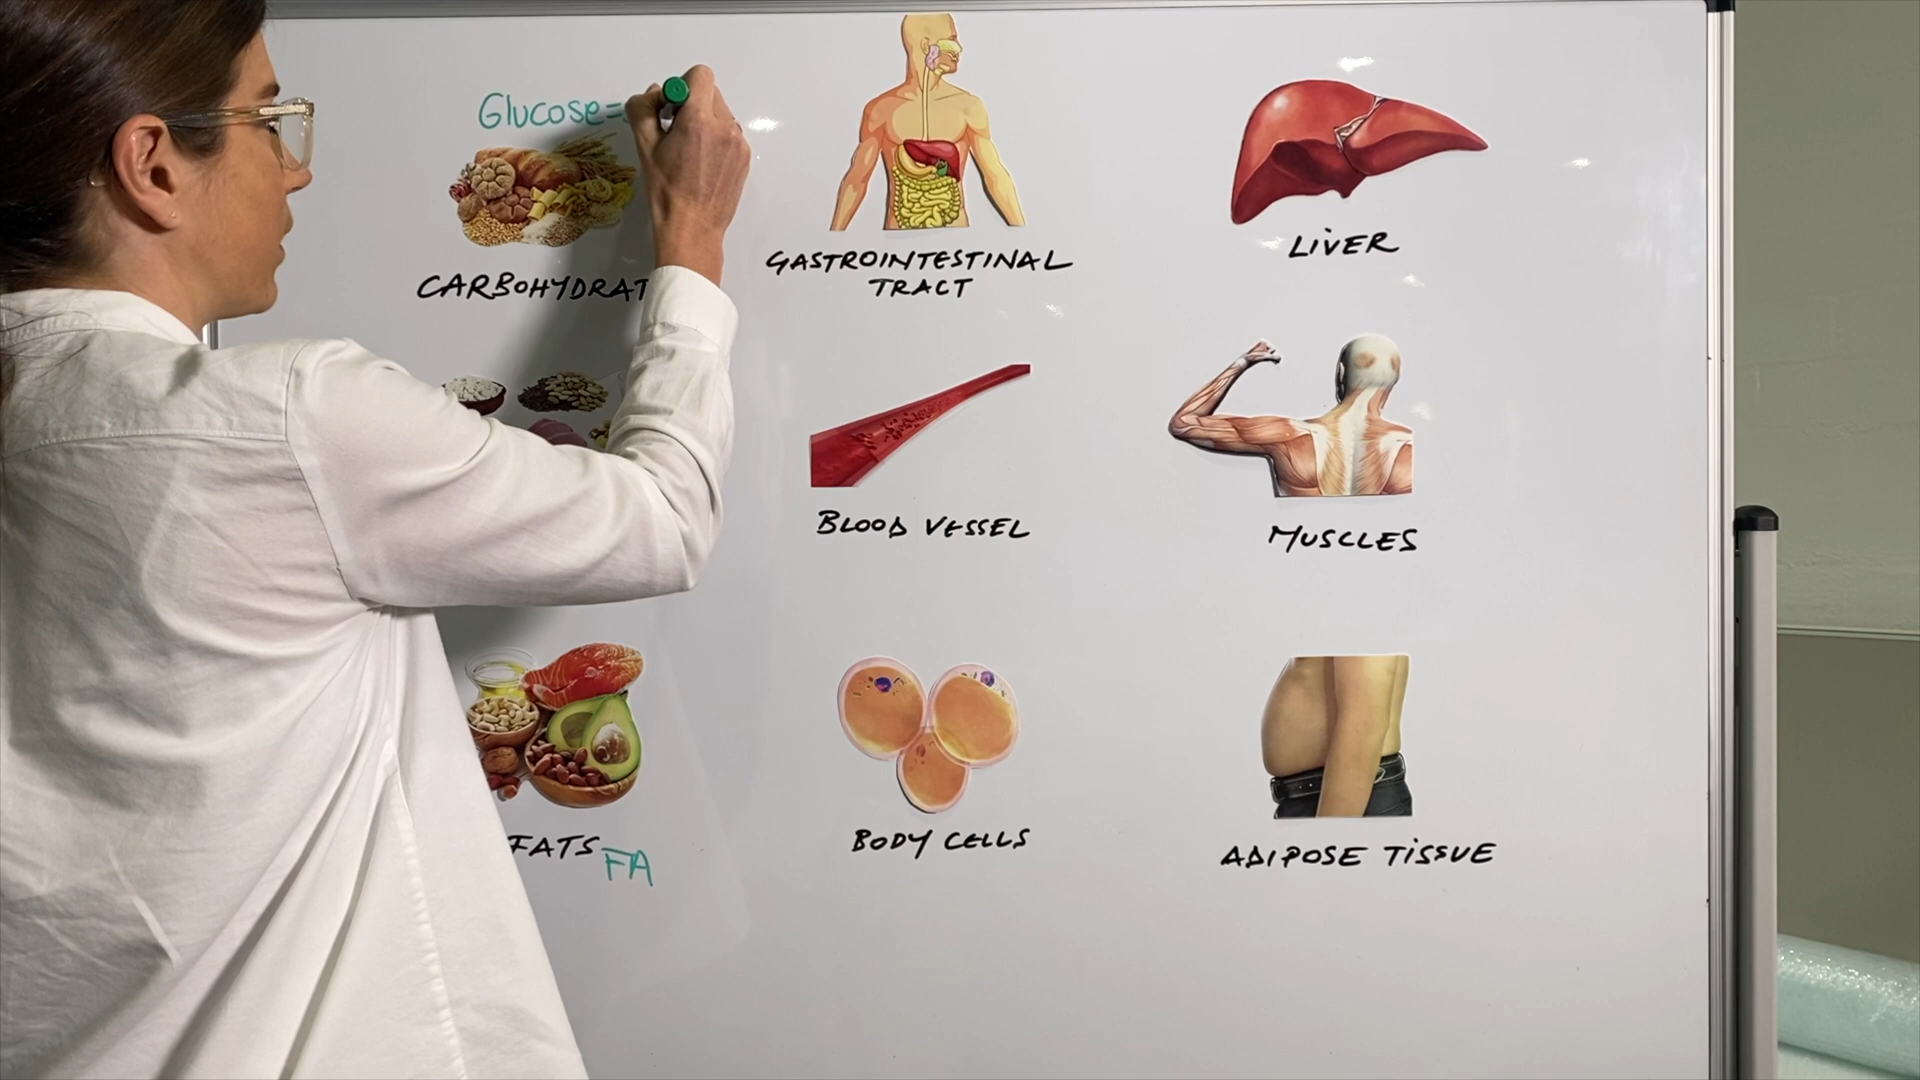 Glucose=
CARBOHYDRAT
GASTROINTESTINAL
TRACT
LIVER
BLOOD VESSEL
MUSCLES
FATS FA
BODY CELLS
ADIPOSE TISSUE